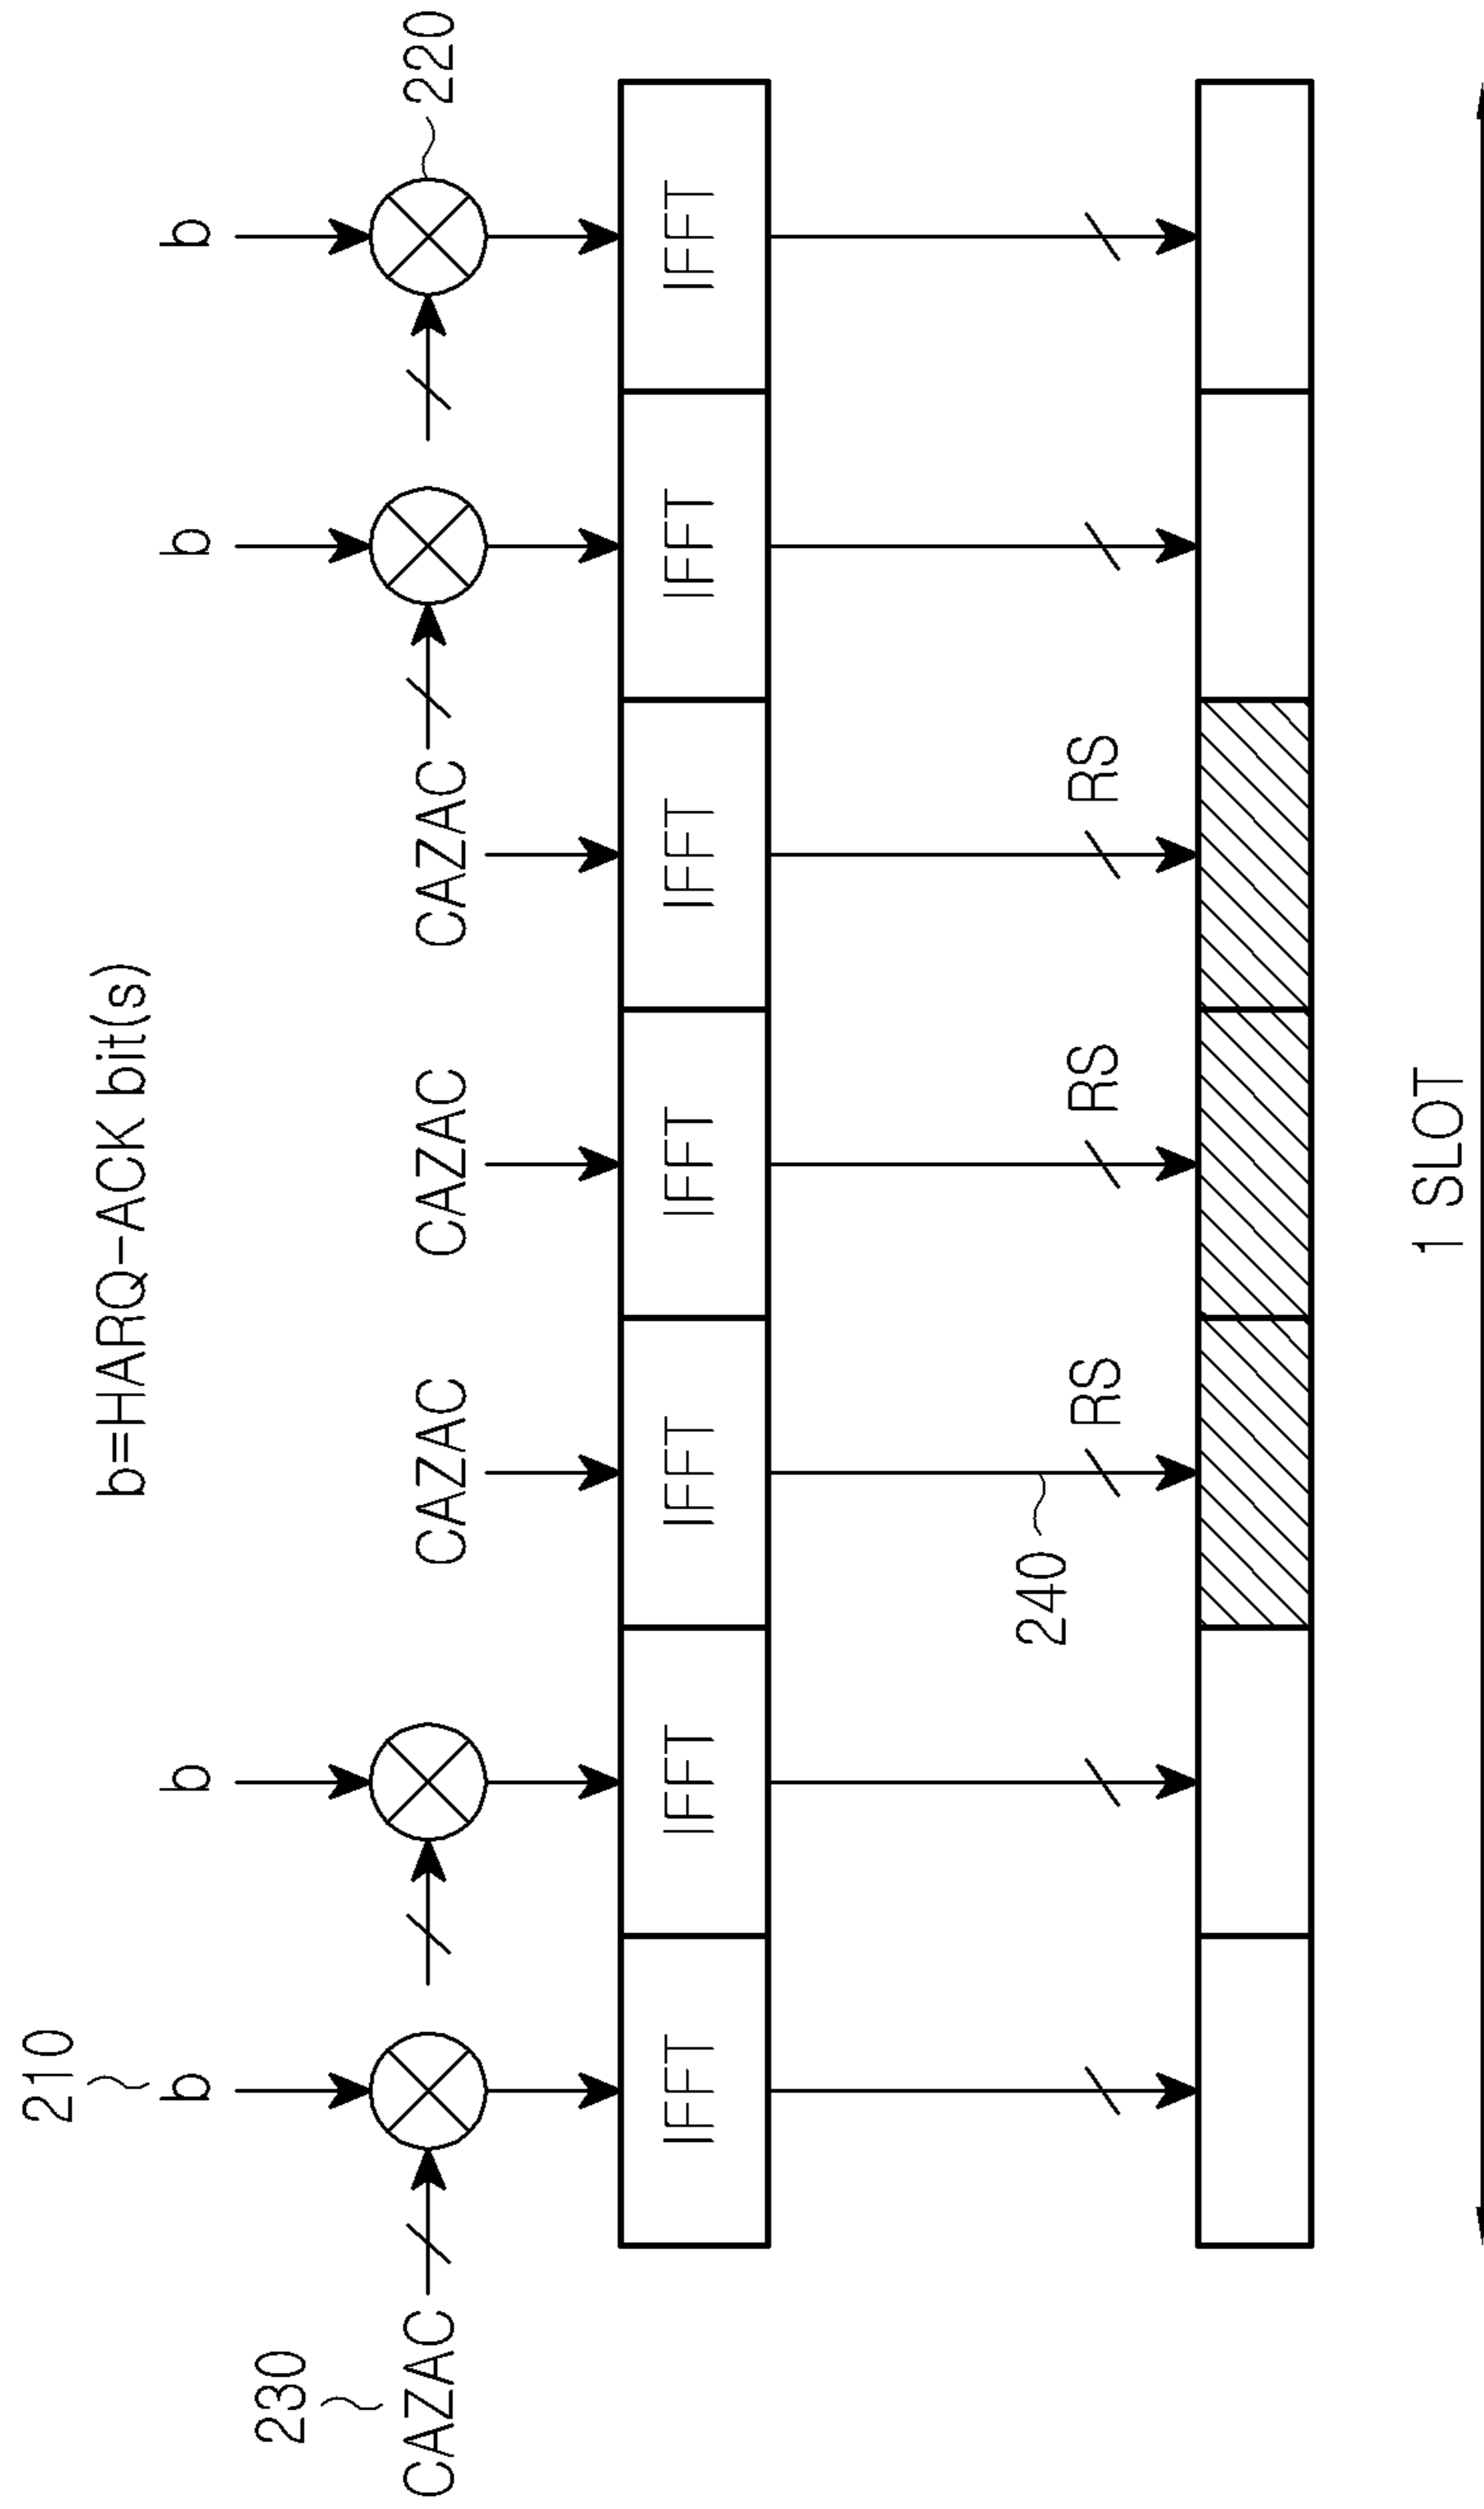 b=HARQ-ACK bit(s)
210
b
b
b
b
230
220
CAZAC
CAZAC
CAZAC
CAZAC
IFFT
IFFT
IFFT
IFFT
IFFT
IFFT
IFFT
240
RS
RS
RS
1 SLOT